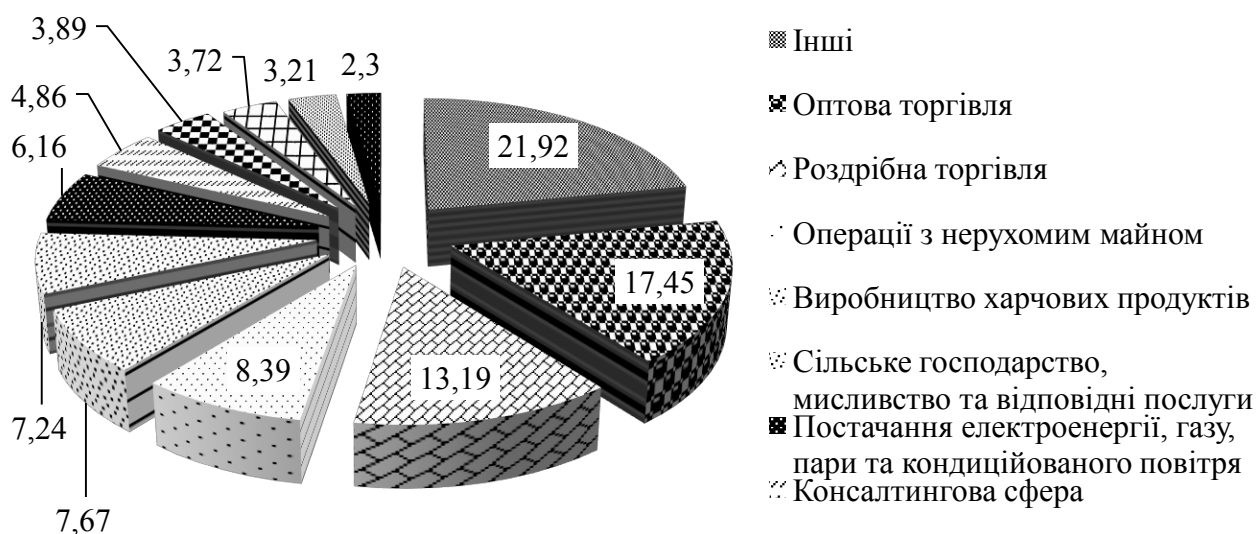 3,89
3,72
3,21
2,3
4,86
6,16
21,92
17,45
8,39
13,19
7,24
7,67
Інші
Оптова торгівля
Роздрібна торгівля
Операції з нерухомим майном
Виробництво харчових продуктів
Сільське господарство,
мисливство та відповідні послуги
Постачання електроенергії, газу,
пари та кондиційованого повітря
Консалтингова сфера